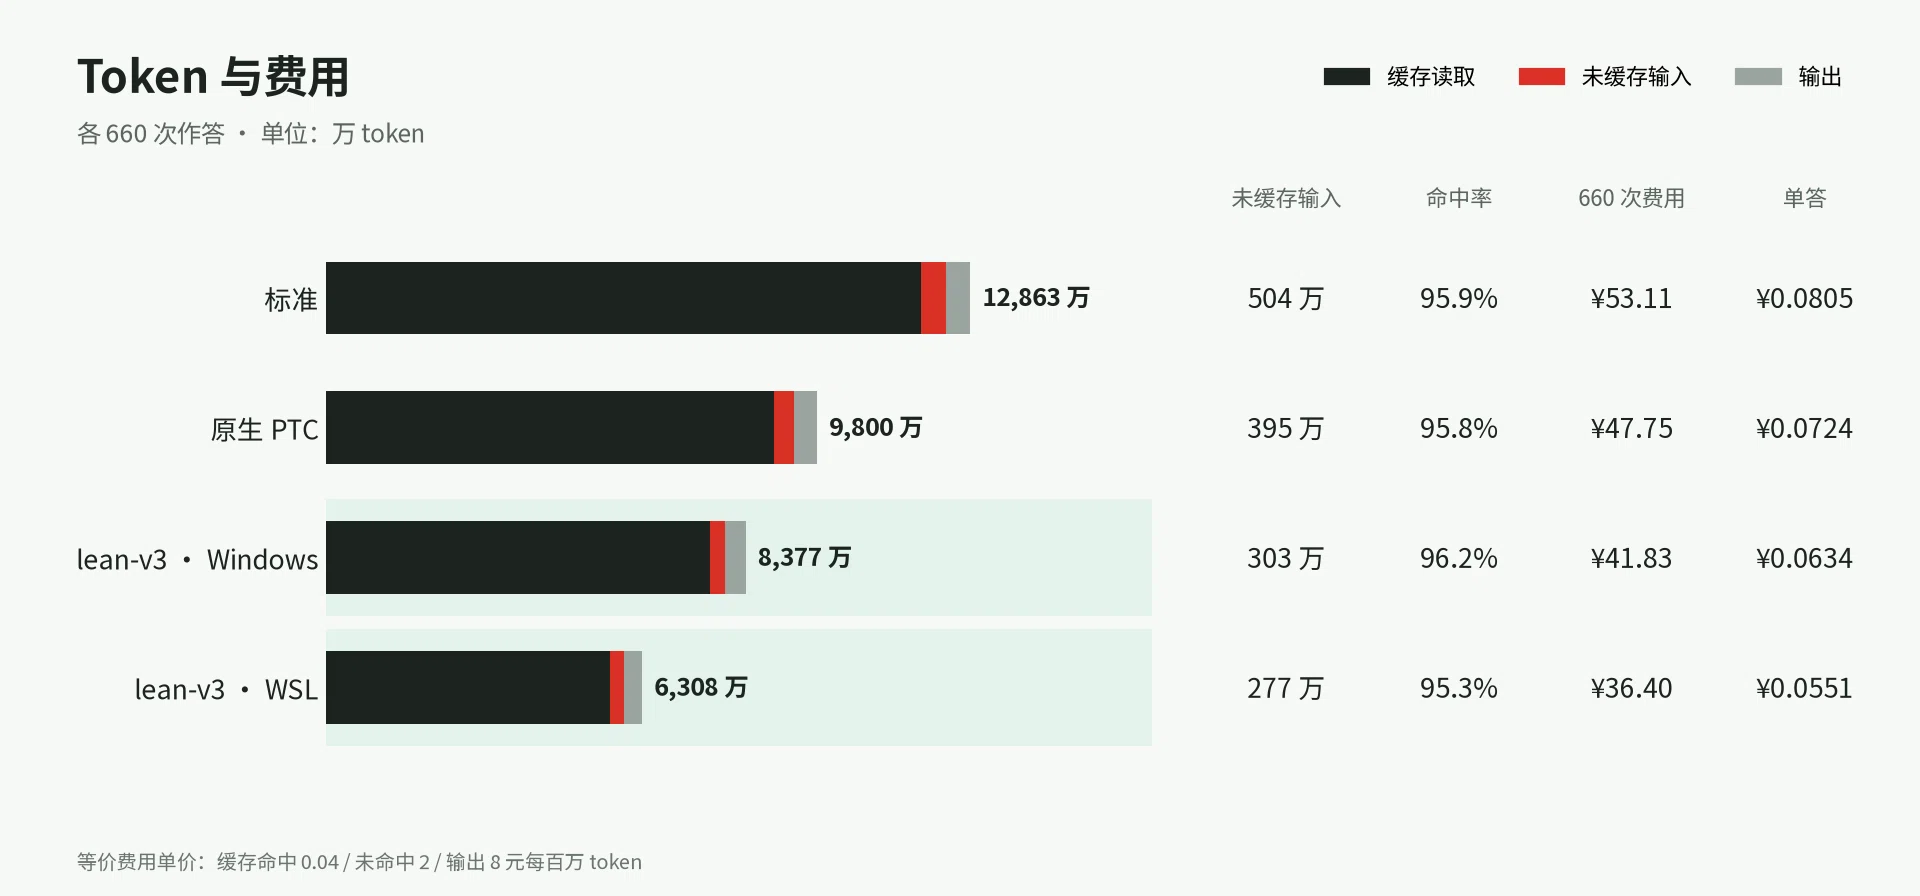 Token 与费用
缓存读取 未缓存输入 输出
各 660 次作答 · 单位：万 token
未缓存输入 命中率 660 次费用 单答
标准 12,863 万 504 万 95.9% ¥53.11 ¥0.0805
原生 PTC 9,800 万 395 万 95.8% ¥47.75 ¥0.0724
lean-v3 · Windows 8,377 万 303 万 96.2% ¥41.83 ¥0.0634
lean-v3 · WSL 6,308 万 277 万 95.3% ¥36.40 ¥0.0551
等价费用单价：缓存命中 0.04 / 未命中 2 / 输出 8 元每百万 token